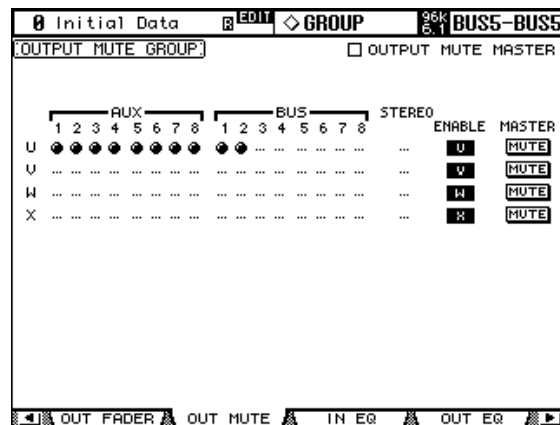 0 Initial Data R EDIT ◇ GROUP 96k 6.1 BUS5-BUS5
OUTPUT MUTE GROUP
OUTPUT MUTE MASTER
AUX BUS STEREO
1 2 3 4 5 6 7 8 1 2 3 4 5 6 7 8 ENABLE MASTER
U U MUTE
V V MUTE
W W MUTE
X X MUTE
OUT FADER OUT MUTE IN EQ OUT EQ